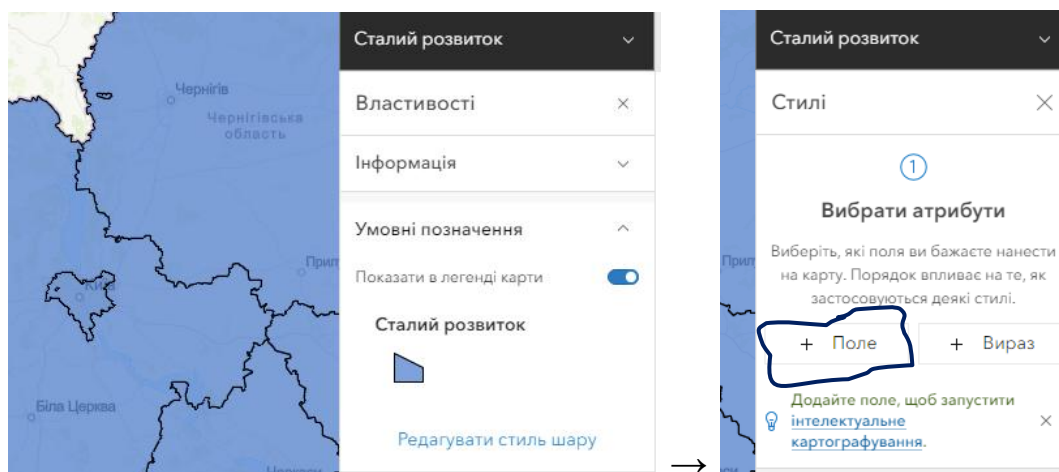 Чернігів
Чернігівська
область
Прил
Київ
Біла Церква
Черкаси
Сталий розвиток
Властивості
Інформація
Умовні позначення
Показати в легенді карти
Сталий розвиток
Редагувати стиль шару
→
Сталий розвиток
Стилі
1
Вибрати атрибути
Виберіть, які поля ви бажаєте нанести
на карту. Порядок впливає на те, як
застосовуються деякі стилі.
+ Поле
+ Вираз
Додайте поле, щоб запустити
інтелектуальне
картографування.
Прил